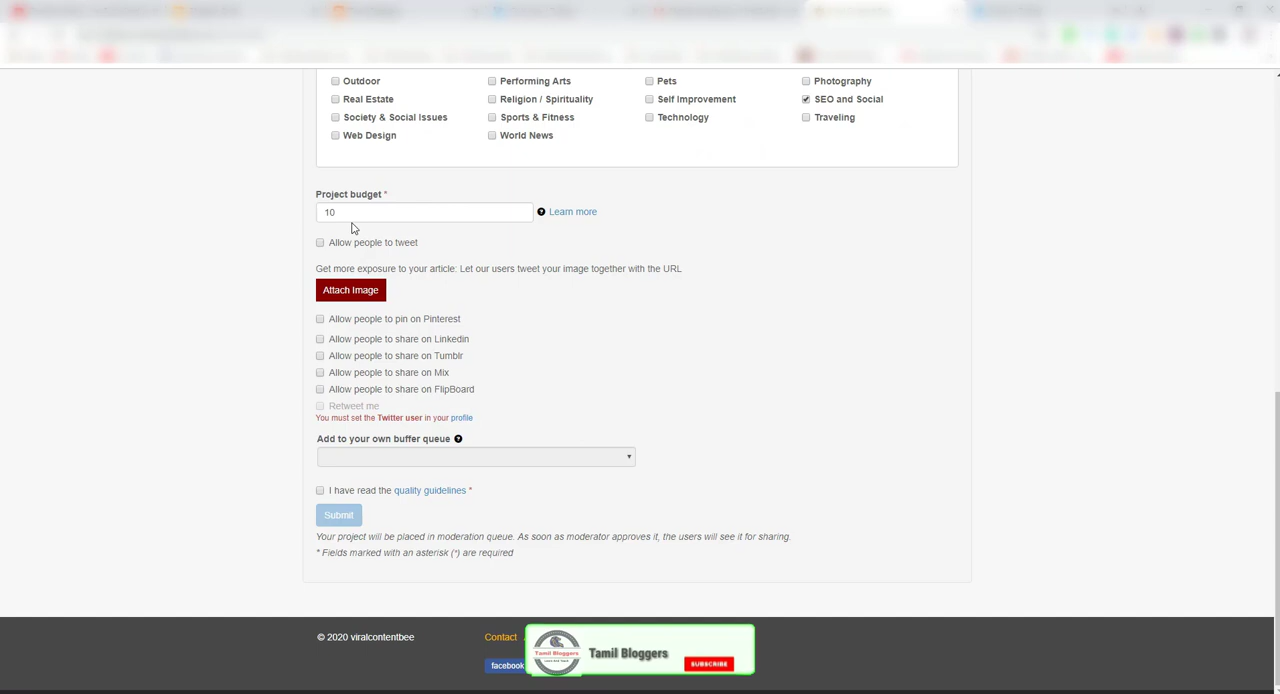 Outdoor Performing Arts Pets Photography
Real Estate Religion / Spirituality Self Improvement SEO and Social
Society & Social Issues Sports & Fitness Technology Traveling
Web Design World News
Project budget *
10 Learn more
Allow people to tweet
Get more exposure to your article: Let our users tweet your image together with the URL
Attach Image
Allow people to pin on Pinterest
Allow people to share on Linkedin
Allow people to share on Tumblr
Allow people to share on Mix
Allow people to share on FlipBoard
Retweet me
You must set the Twitter user in your profile
Add to your own buffer queue
I have read the quality guidelines *
Submit
Your project will be placed in moderation queue. As soon as moderator approves it, the users will see it for sharing.
* Fields marked with an asterisk (*) are required
© 2020 viralcontentbee Contact
facebook
Tamil Bloggers
Tamil Bloggers
SUBSCRIBE